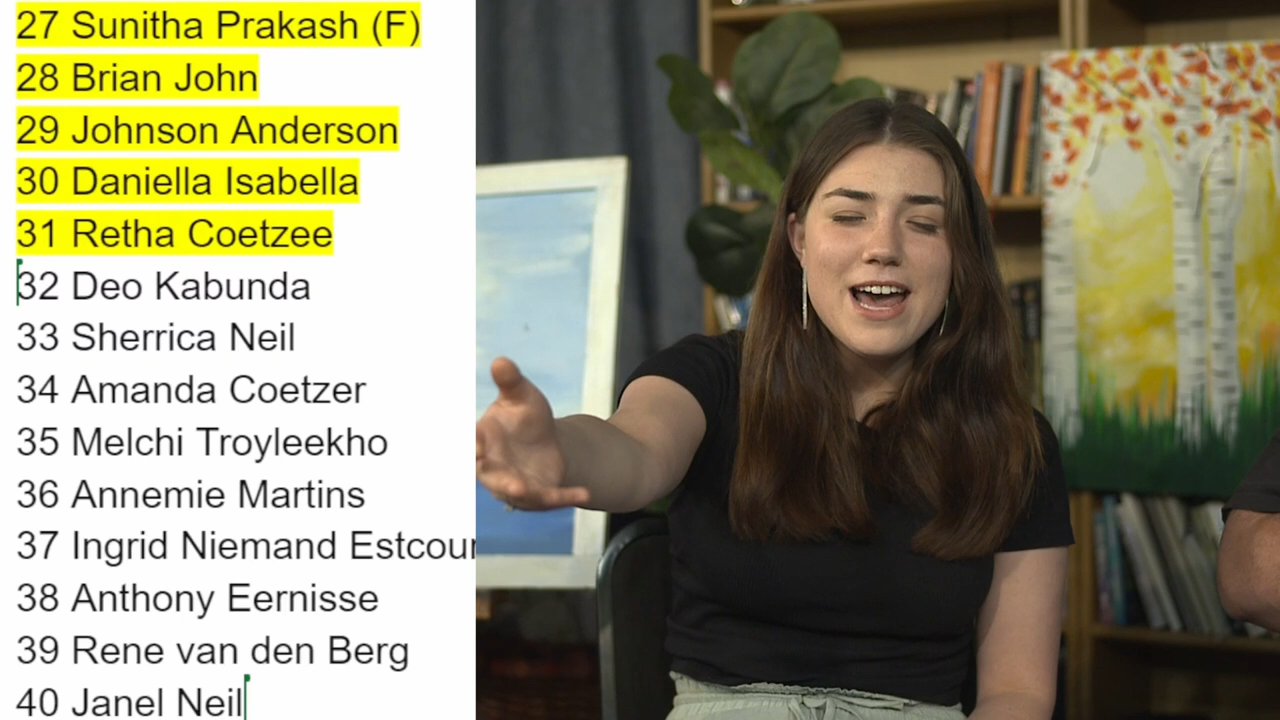 27 Sunitha Prakash (F)
28 Brian John
29 Johnson Anderson
30 Daniella Isabella
31 Retha Coetzee
32 Deo Kabunda
33 Sherrica Neil
34 Amanda Coetzer
35 Melchi Troyleekho
36 Annemie Martins
37 Ingrid Niemand Estcour
38 Anthony Eernisse
39 Rene van den Berg
40 Janel Neil